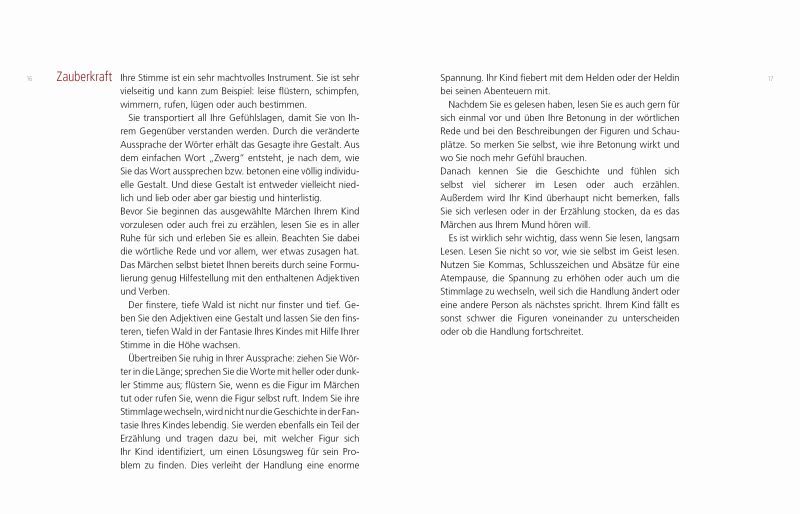 16
Zauberkraft
Ihre Stimme ist ein sehr machtvolles Instrument. Sie ist sehr
vielseitig und kann zum Beispiel: leise flüstern, schimpfen,
wimmern, rufen, lügen oder auch bestimmen.
Sie transportiert all Ihre Gefühlslagen, damit Sie von Ih-
rem Gegenüber verstanden werden. Durch die veränderte
Aussprache der Wörter erhält das Gesagte ihre Gestalt. Aus
dem einfachen Wort „Zwerg“ entsteht, je nach dem, wie
Sie das Wort aussprechen bzw. betonen eine völlig individu-
elle Gestalt. Und diese Gestalt ist entweder vielleicht nied-
lich und lieb oder aber gar biestig und hinterlistig.
Bevor Sie beginnen das ausgewählte Märchen Ihrem Kind
vorzulesen oder auch frei zu erzählen, lesen Sie es in aller
Ruhe für sich und erleben Sie es allein. Beachten Sie dabei
die wörtliche Rede und vor allem, wer etwas zusagen hat.
Das Märchen selbst bietet Ihnen bereits durch seine Formu-
lierung genug Hilfestellung mit den enthaltenen Adjektiven
und Verben.
Der finstere, tiefe Wald ist nicht nur finster und tief. Ge-
ben Sie den Adjektiven eine Gestalt und lassen Sie den fins-
teren, tiefen Wald in der Fantasie Ihres Kindes mit Hilfe Ihrer
Stimme in die Höhe wachsen.
Übertreiben Sie ruhig in Ihrer Aussprache: ziehen Sie Wör-
ter in die Länge; sprechen Sie die Worte mit heller oder dunk-
ler Stimme aus; flüstern Sie, wenn es die Figur im Märchen
tut oder rufen Sie, wenn die Figur selbst ruft. Indem Sie ihre
Stimmlage wechseln, wird nicht nur die Geschichte in der Fan-
tasie Ihres Kindes lebendig. Sie werden ebenfalls ein Teil der
Erzählung und tragen dazu bei, mit welcher Figur sich
Ihr Kind identifiziert, um einen Lösungsweg für sein Pro-
blem zu finden. Dies verleiht der Handlung eine enorme
Spannung. Ihr Kind fiebert mit dem Helden oder der Heldin
bei seinen Abenteuern mit.
Nachdem Sie es gelesen haben, lesen Sie es auch gern für
sich einmal vor und üben Ihre Betonung in der wörtlichen
Rede und bei den Beschreibungen der Figuren und Schau-
plätze. So merken Sie selbst, wie ihre Betonung wirkt und
wo Sie noch mehr Gefühl brauchen.
Danach kennen Sie die Geschichte und fühlen sich
selbst viel sicherer im Lesen oder auch erzählen.
Außerdem wird Ihr Kind überhaupt nicht bemerken, falls
Sie sich verlesen oder in der Erzählung stocken, da es das
Märchen aus Ihrem Mund hören will.
Es ist wirklich sehr wichtig, dass wenn Sie lesen, langsam
Lesen. Lesen Sie nicht so vor, wie sie selbst im Geist lesen.
Nutzen Sie Kommas, Schlusszeichen und Absätze für eine
Atempause, die Spannung zu erhöhen oder auch um die
Stimmlage zu wechseln, weil sich die Handlung ändert oder
eine andere Person als nächstes spricht. Ihrem Kind fällt es
sonst schwer die Figuren voneinander zu unterscheiden
oder ob die Handlung fortschreitet.
17